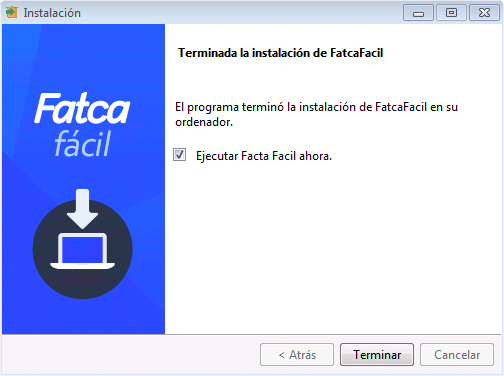 Instalación
Fatca
fácil
Terminada la instalación de FatcaFacil
El programa terminó la instalación de FatcaFacil en su
ordenador.
Ejecutar Facta Facil ahora.
< Atrás
Terminar
Cancelar